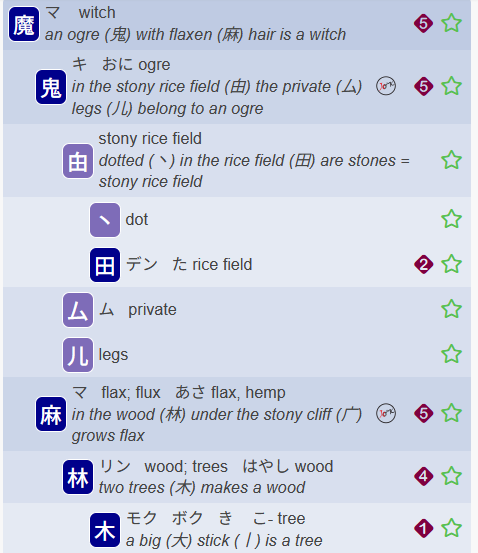 魔 マ witch 5
an ogre (鬼) with flaxen (麻) hair is a witch
鬼 キ おに ogre
in the stony rice field (由) the private (厶) 5
legs (儿) belong to an ogre
stony rice field
由 dotted (丶) in the rice field (田) are stones =
stony rice field
丶 dot
田 デン た rice field 2
厶 ム private
儿 legs
麻 マ flax; flux あさ flax, hemp
in the wood (林) under the stony cliff (广) 5
grows flax
林 リン wood; trees はやし wood 4
two trees (木) makes a wood
木 モク ボク き こ- tree 1
a big (大) stick (丨) is a tree